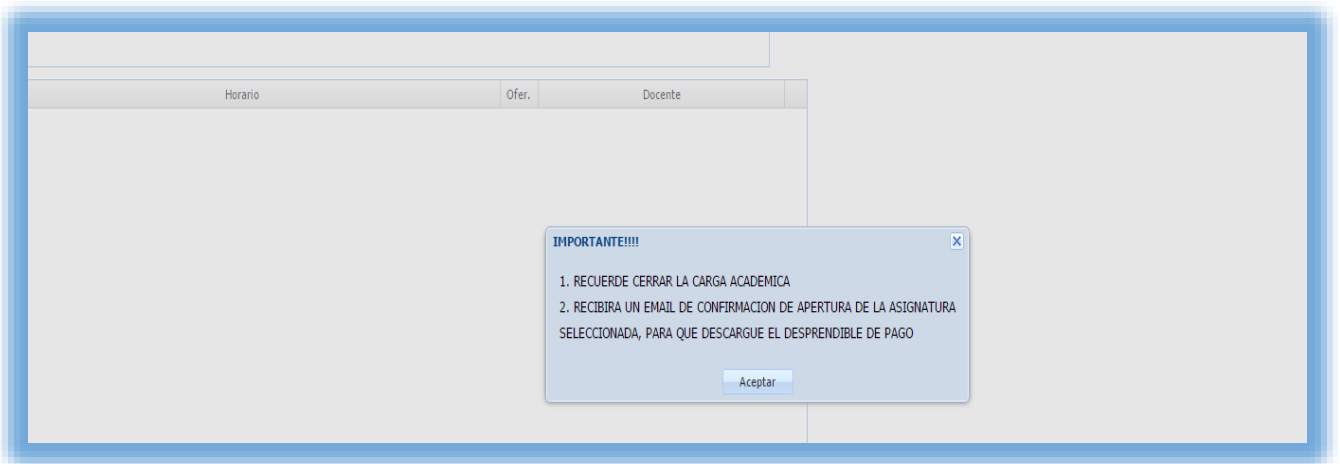 Horario Ofer. Docente
IMPORTANTE!!!!
1. RECUERDE CERRAR LA CARGA ACADEMICA
2. RECIBIRA UN EMAIL DE CONFIRMACION DE APERTURA DE LA ASIGNATURA
SELECCIONADA, PARA QUE DESCARGUE EL DESPRENDIBLE DE PAGO
Aceptar